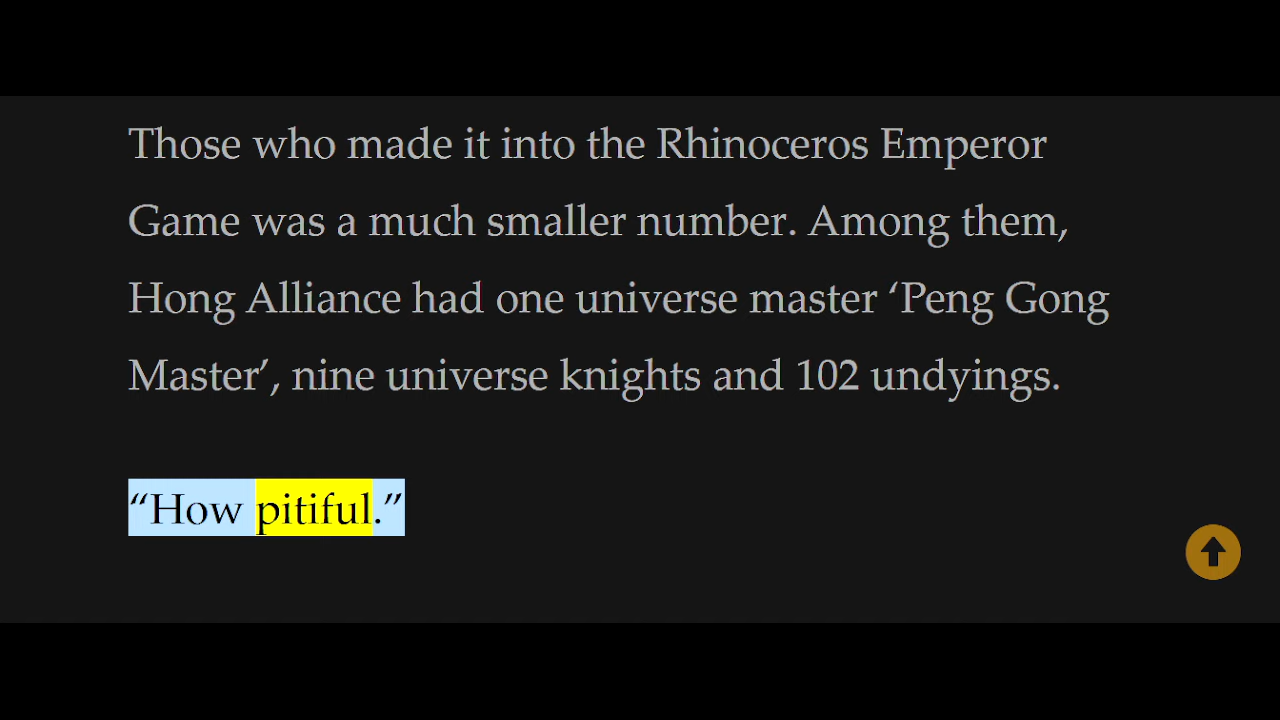 Those who made it into the Rhinoceros Emperor
Game was a much smaller number. Among them,
Hong Alliance had one universe master ‘Peng Gong
Master’, nine universe knights and 102 undyings.
“How pitiful.”